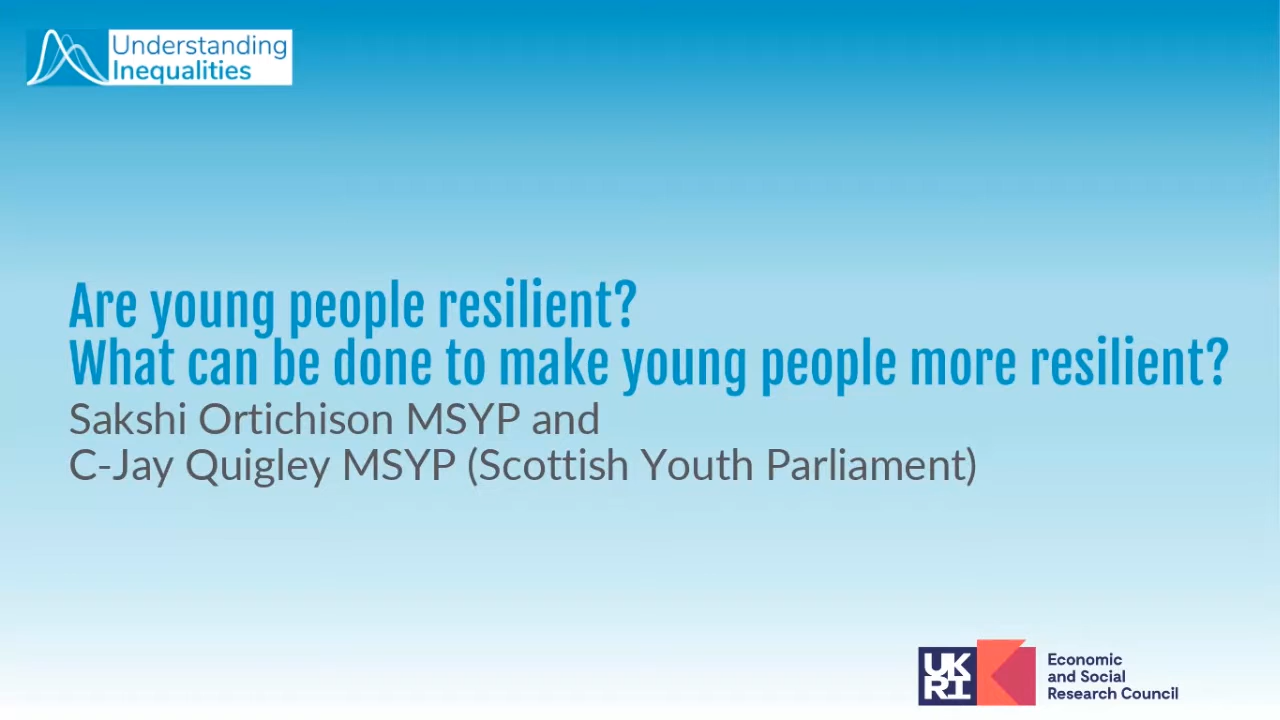 Understanding
Inequalities
Are young people resilient?
What can be done to make young people more resilient?
Sakshi Ortichison MSYP and
C-Jay Quigley MSYP (Scottish Youth Parliament)
UK
RI
Economic
and Social
Research Council